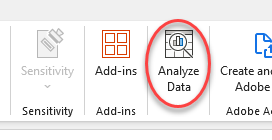 Sensitivity
Add-ins
Analyze
Data
Create and
Adobe
Sensitivity
Add-ins
Adobe A